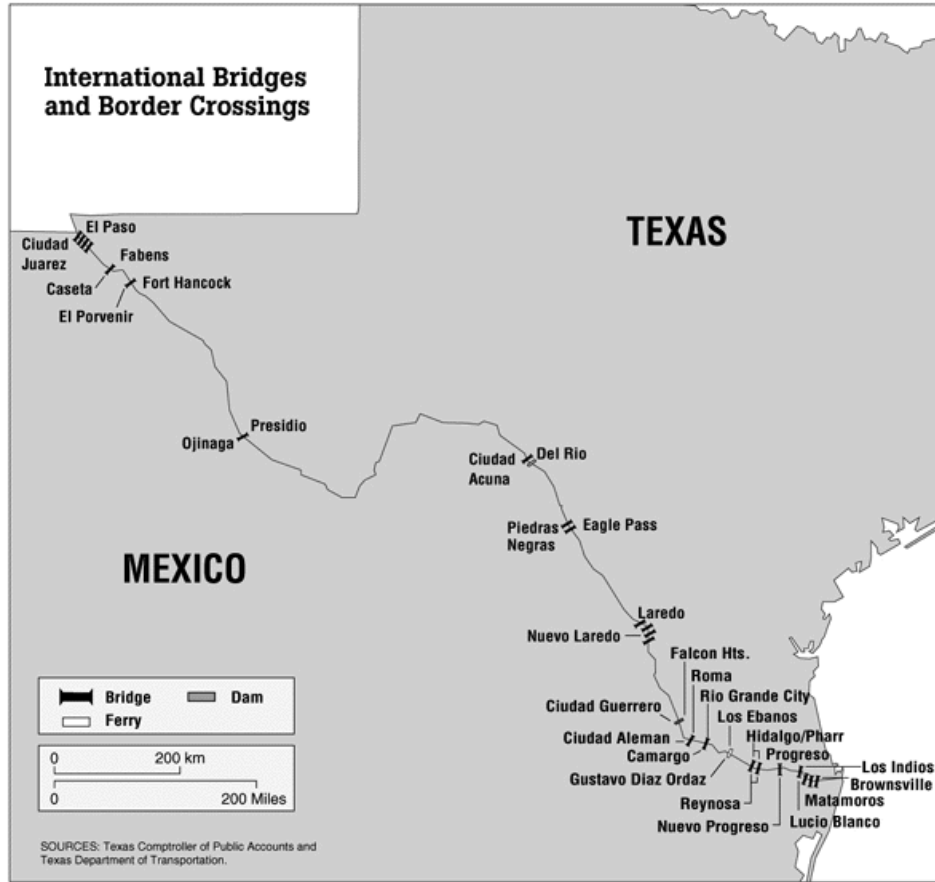 International Bridges
and Border Crossings
TEXAS
El Paso
Ciudad
Juarez
Fabens
Caseta
Fort Hancock
El Porvenir
Presidio
Ojinaga
Ciudad
Acuna
Del Rio
Piedras
Negras
Eagle Pass
MEXICO
Laredo
Nuevo Laredo
Falcon Hts.
Roma
Rio Grande City
Ciudad Guerrero
Los Ebanos
Hidalgo/Pharr
Ciudad Aleman
Camargo
Progreso
Los Indios
Gustavo Diaz Ordaz
Brownsville
Reynosa
Matamoros
Nuevo Progreso
Lucio Blanco
Bridge
Dam
Ferry
0
200 km
0
200 Miles
SOURCES: Texas Comptroller of Public Accounts and
Texas Department of Transportation.